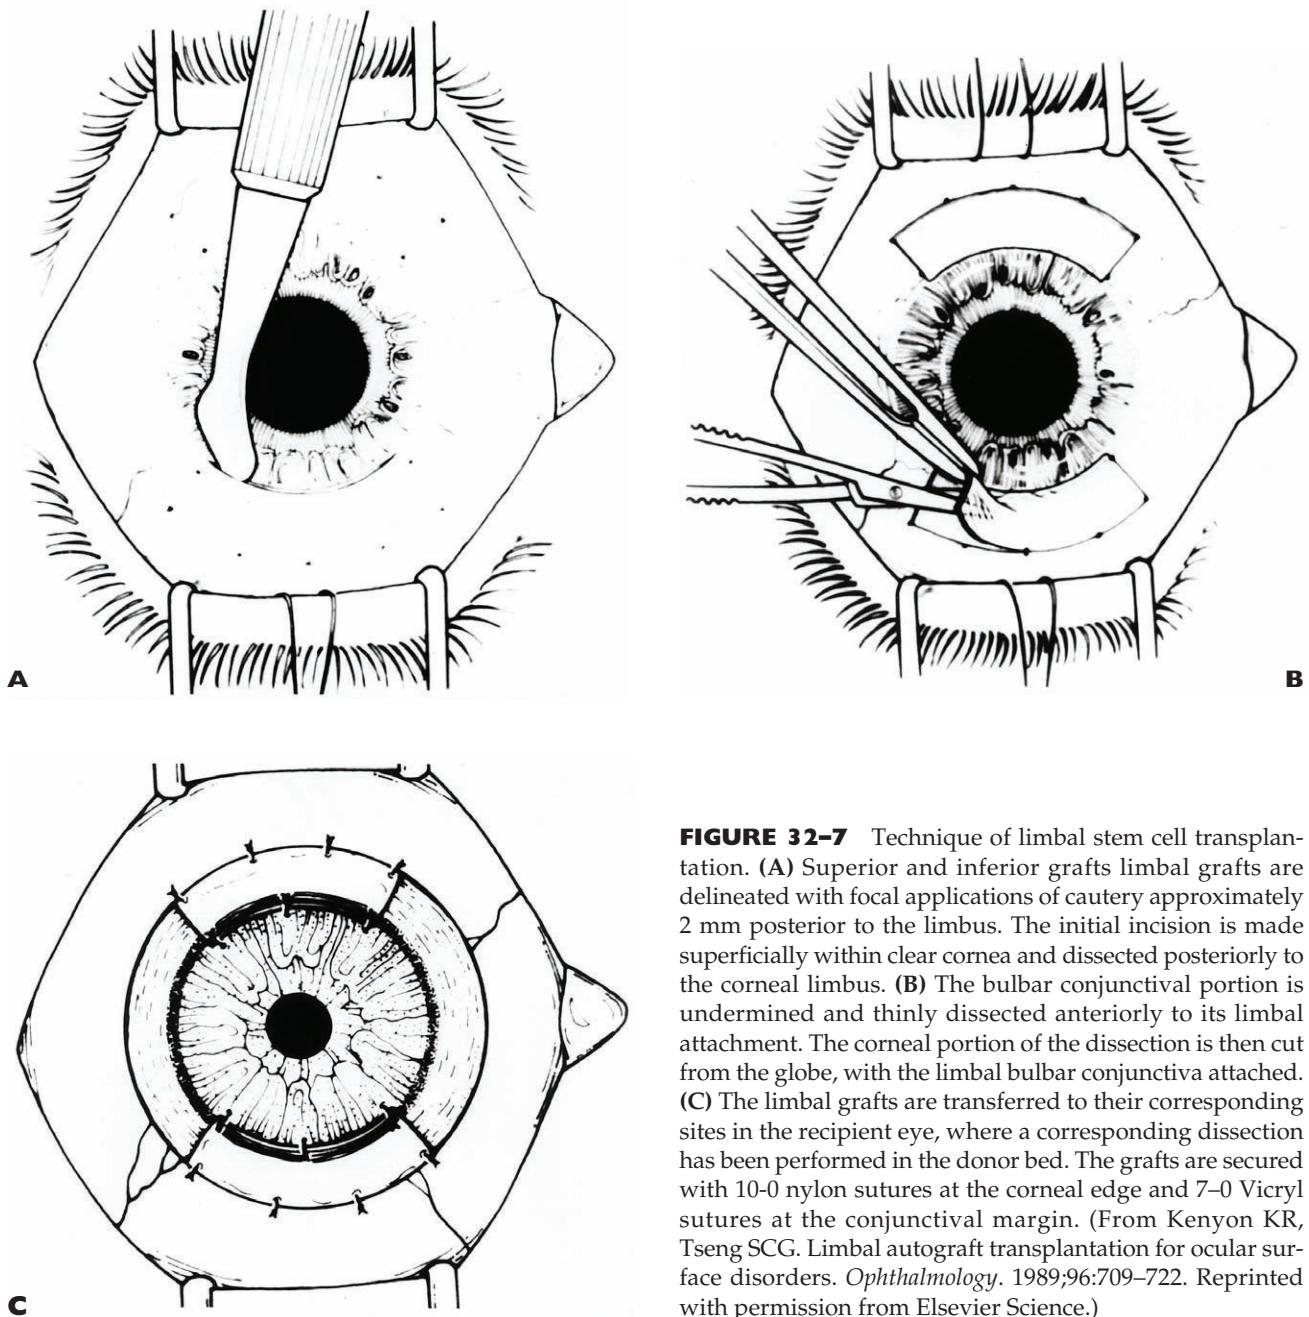 A
B
C
FIGURE 32–7 Technique of limbal stem cell transplan-
tation. (A) Superior and inferior grafts limbal grafts are
delineated with focal applications of cautery approximately
2 mm posterior to the limbus. The initial incision is made
superficially within clear cornea and dissected posteriorly to
the corneal limbus. (B) The bulbar conjunctival portion is
undermined and thinly dissected anteriorly to its limbal
attachment. The corneal portion of the dissection is then cut
from the globe, with the limbal bulbar conjunctiva attached.
(C) The limbal grafts are transferred to their corresponding
sites in the recipient eye, where a corresponding dissection
has been performed in the donor bed. The grafts are secured
with 10-0 nylon sutures at the corneal edge and 7–0 Vicryl
sutures at the conjunctival margin. (From Kenyon KR,
Tseng SCG. Limbal autograft transplantation for ocular sur-
face disorders. Ophthalmology. 1989;96:709–722. Reprinted
with permission from Elsevier Science.)